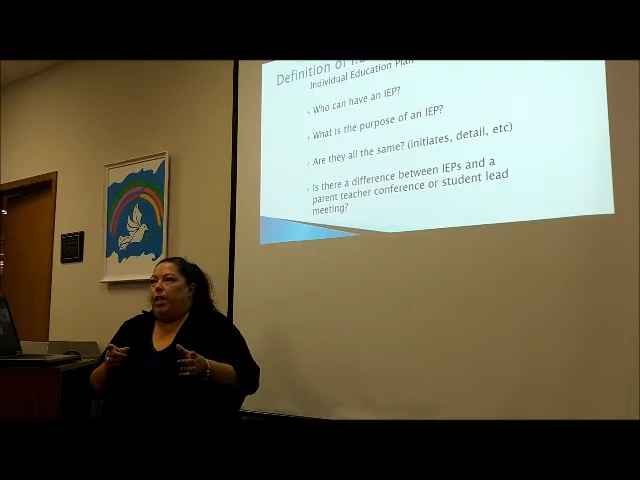 Definition of
Individual Education Plan
Who can have an IEP?
What is the purpose of an IEP?
Are they all the same? (initiates, detail, etc)
Is there a difference between IEPs and a
parent teacher conference or student lead
meeting?